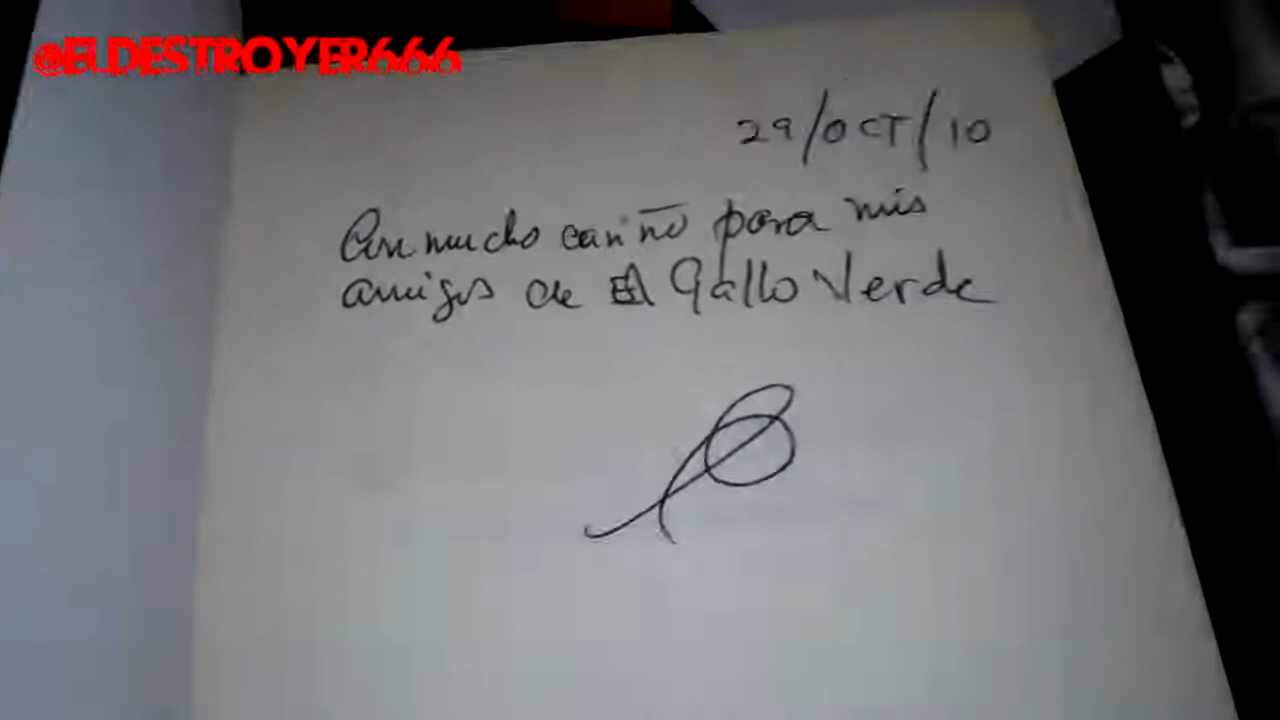 @ELDESTROYER666
29/OCT/10
Con mucho cariño para mis
amigos de El Gallo Verde